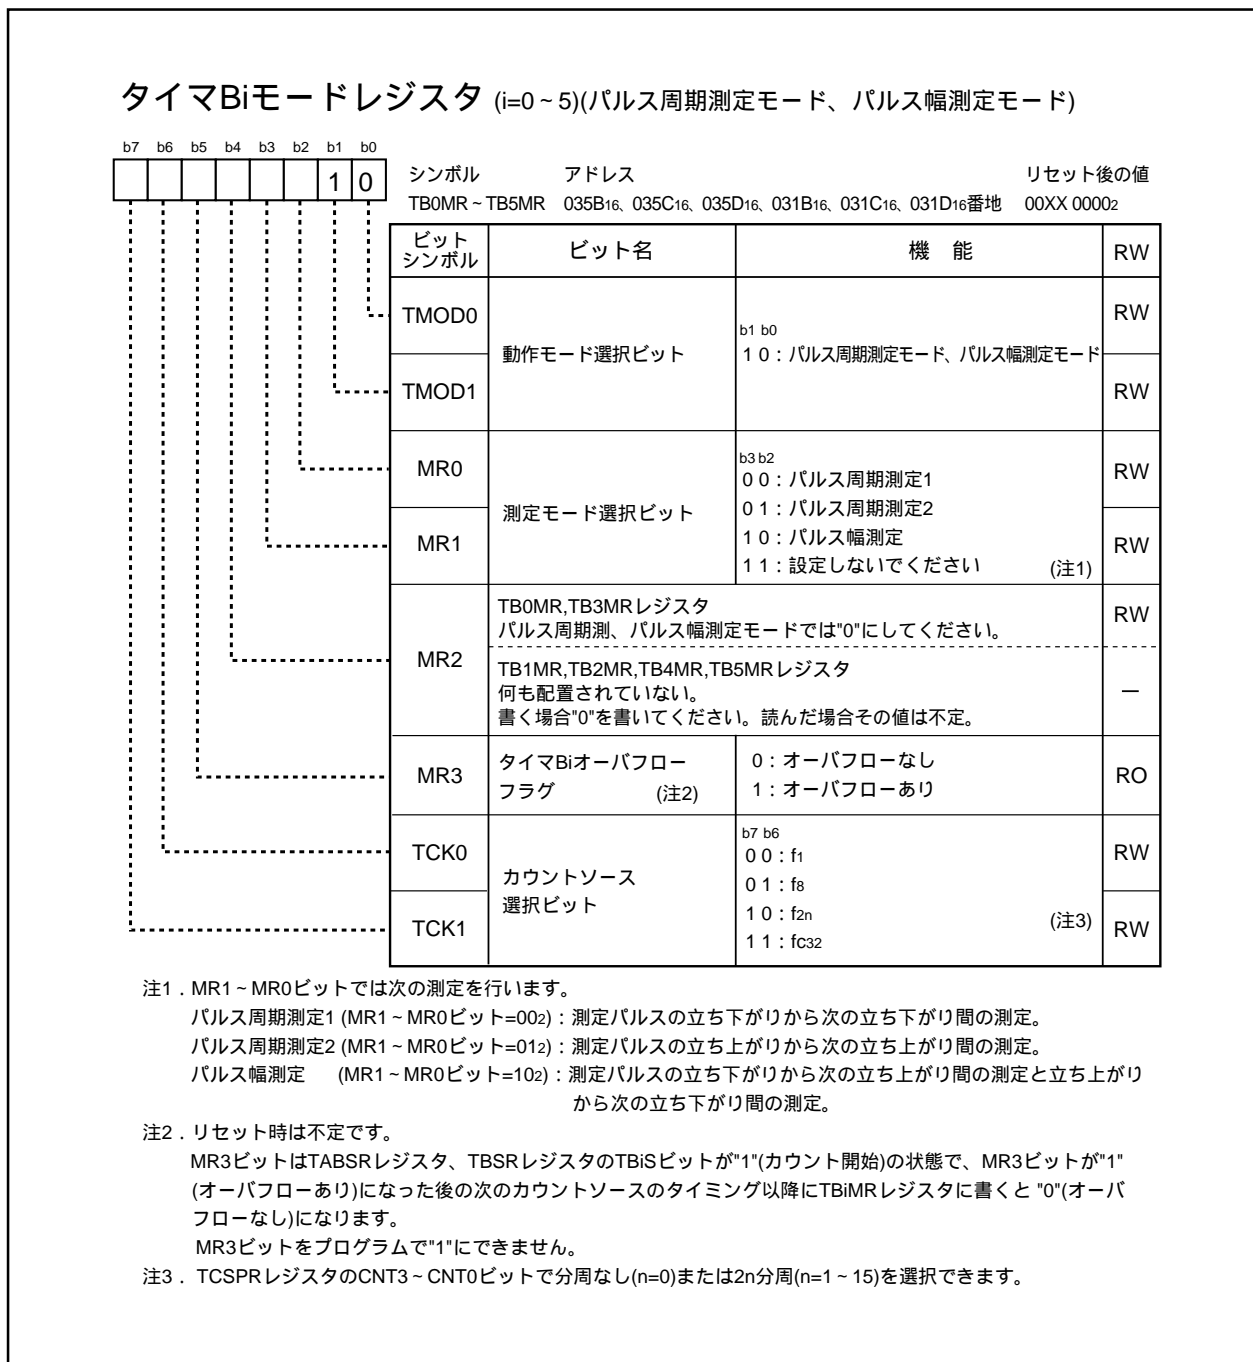 タイマBiモードレジスタ (i=0 ~ 5)(パルス周期測定モード、パルス幅測定モード)
b7 b6 b5 b4 b3 b2 b1 b0
1 0
シンボル アドレス リセット後の値
TB0MR ~ TB5MR 035B16、035C16、035D16、031B16、031C16、031D16番地 00XX 00002
ビット
シンボル
ビット名
機 能
RW
TMOD0
動作モード選択ビット
b1 b0
1 0 : パルス周期測定モード、パルス幅測定モード
RW
TMOD1
RW
MR0
測定モード選択ビット
b3 b2
0 0 : パルス周期測定1
0 1 : パルス周期測定2
1 0 : パルス幅測定
1 1 : 設定しないでください (注1)
RW
MR1
RW
MR2
TB0MR,TB3MRレジスタ
パルス周期測、パルス幅測定モードでは"0"にしてください。
RW
TB1MR,TB2MR,TB4MR,TB5MRレジスタ
何も配置されていない。
書く場合"0"を書いてください。読んだ場合その値は不定。
—
MR3
タイマBiオーバフロー
フラグ (注2)
0 : オーバフローなし
1 : オーバフローあり
RO
TCK0
カウントソース
選択ビット
b7 b6
0 0 : f1
0 1 : f8
1 0 : f2n (注3)
1 1 : fC32
RW
TCK1
RW
注1 . MR1 ~ MR0ビットでは次の測定を行います。
パルス周期測定1 (MR1 ~ MR0ビット=002) : 測定パルスの立ち下がりから次の立ち下がり間の測定。
パルス周期測定2 (MR1 ~ MR0ビット=012) : 測定パルスの立ち上がりから次の立ち上がり間の測定。
パルス幅測定 (MR1 ~ MR0ビット=102) : 測定パルスの立ち下がりから次の立ち上がり間の測定と立ち上がり
から次の立ち下がり間の測定。
注2 . リセット時は不定です。
MR3ビットはTABSRレジスタ、TBSRレジスタのTBiSビットが"1"(カウント開始)の状態で、MR3ビットが"1"
(オーバフローあり)になった後の次のカウントソースのタイミング以降にTBiMRレジスタに書くと "0"(オーバ
フローなし)になります。
MR3ビットをプログラムで"1"にできません。
注3 . TCSPRレジスタのCNT3 ~ CNT0ビットで分周なし(n=0)または2n分周(n=1 ~ 15)を選択できます。